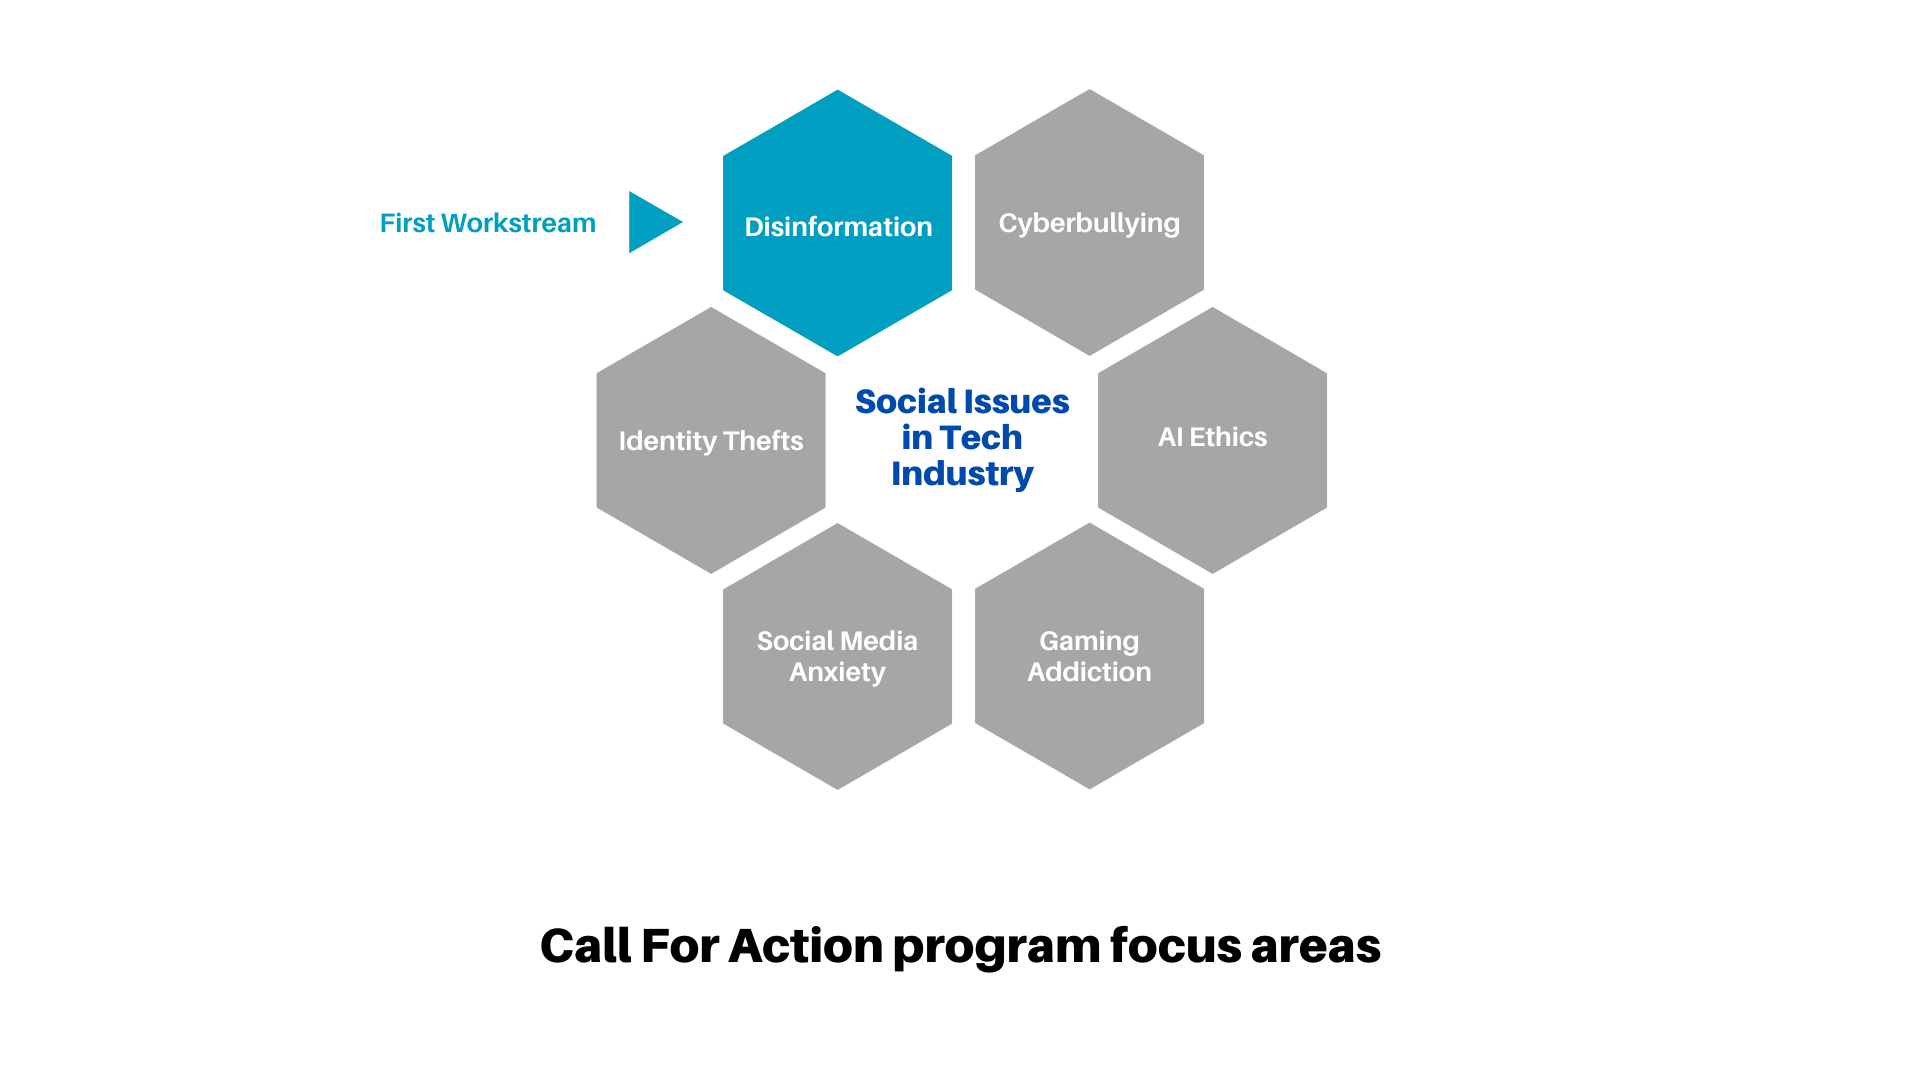 First Workstream
Disinformation
Cyberbullying
Identity Thefts
Social Issues
in Tech
Industry
AI Ethics
Social Media
Anxiety
Gaming
Addiction
Call For Action program focus areas